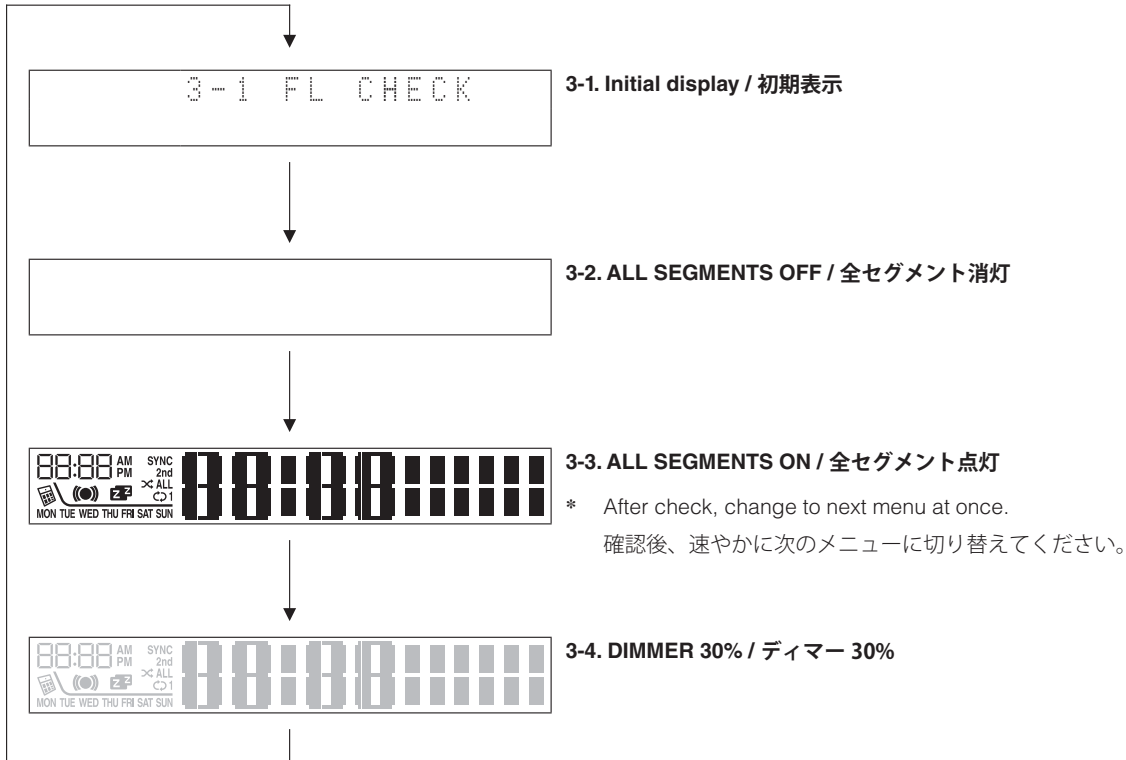 3-1 FL CHECK
3-1. Initial display / 初期表示
3-2. ALL SEGMENTS OFF / 全セグメント消灯
88:88 AM PM SYNC 2nd ALL 1
MON TUE WED THU FRI SAT SUN
3-3. ALL SEGMENTS ON / 全セグメント点灯
* After check, change to next menu at once.
確認後、速やかに次のメニューに切り替えてください。
88:88 AM PM SYNC 2nd ALL 1
MON TUE WED THU FRI SAT SUN
3-4. DIMMER 30% / ディマー 30%